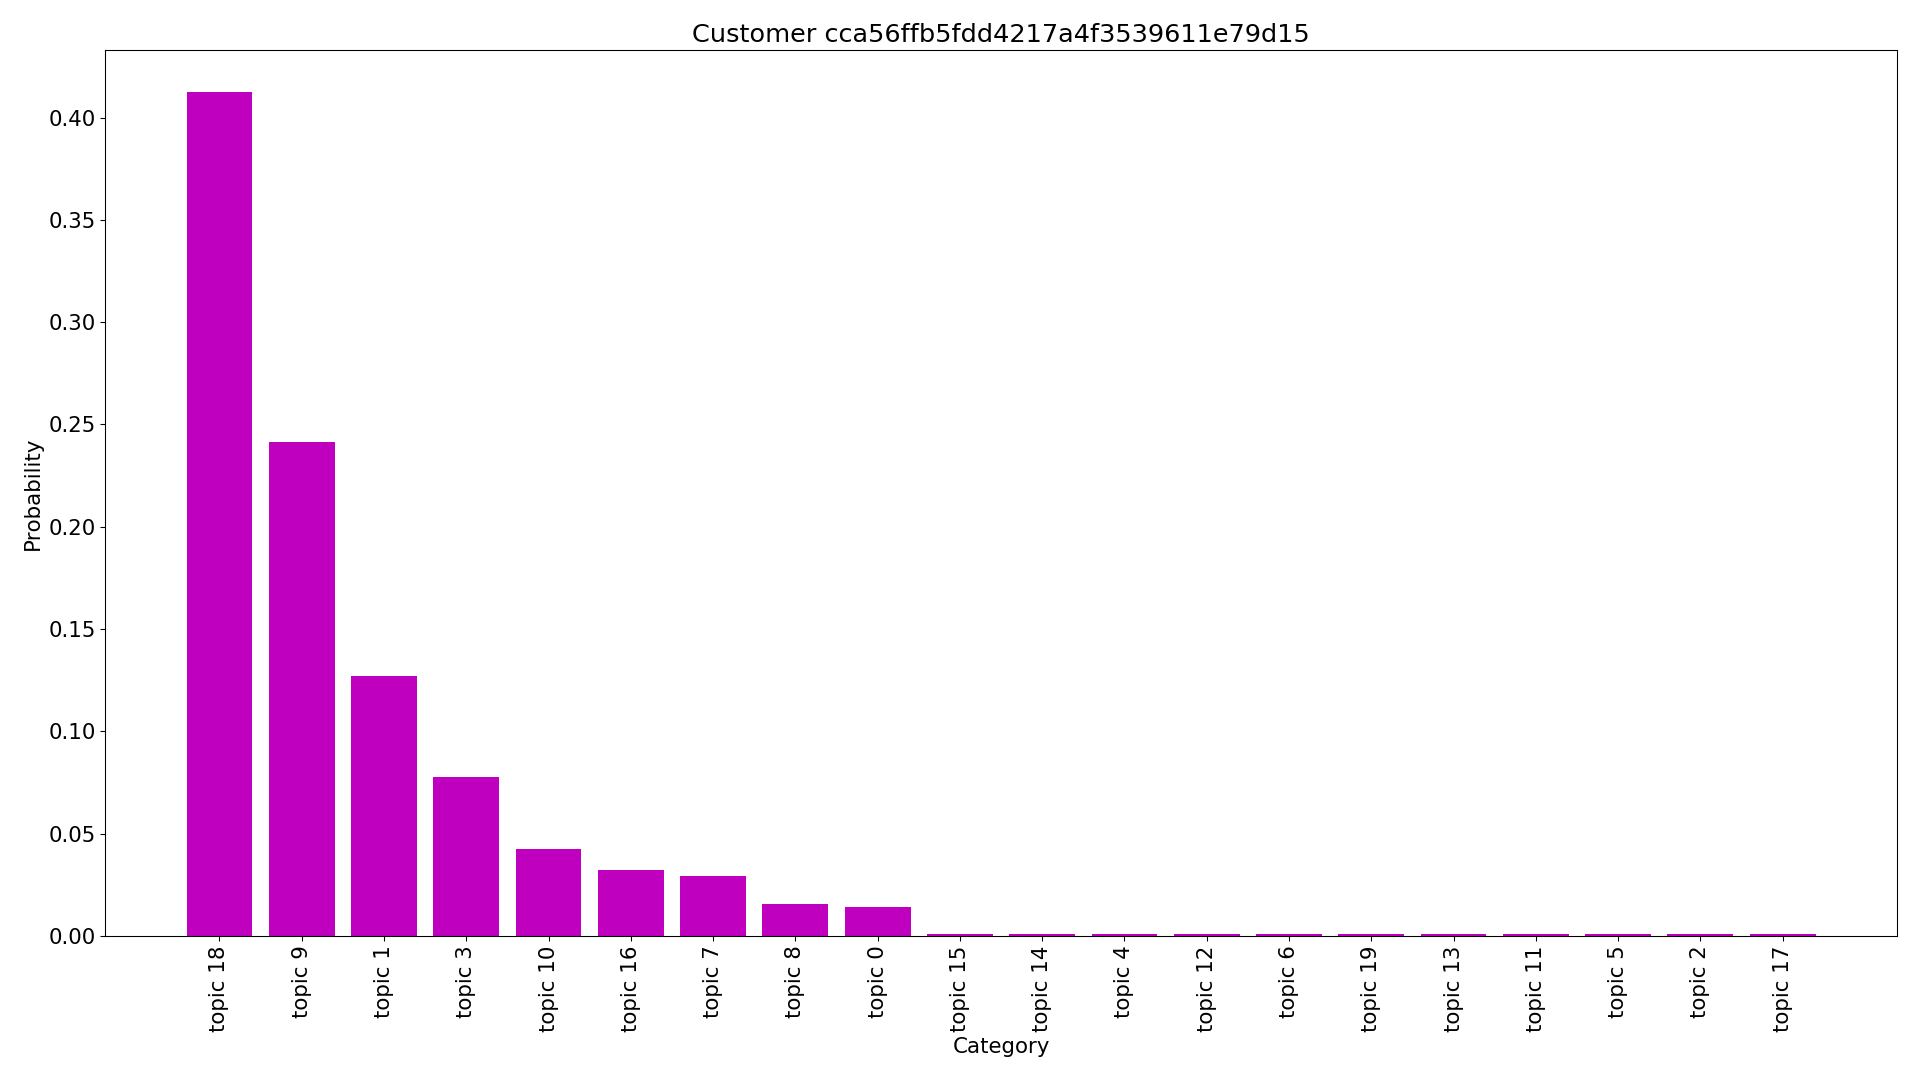 Customer cca56ffb5fdd4217a4f3539611e79d15
Probability
0.40
0.35
0.30
0.25
0.20
0.15
0.10
0.05
0.00
topic 18
topic 9
topic 1
topic 3
topic 10
topic 16
topic 7
topic 8
topic 0
topic 15
topic 14
topic 4
topic 12
topic 6
topic 19
topic 13
topic 11
topic 5
topic 2
topic 17
Category